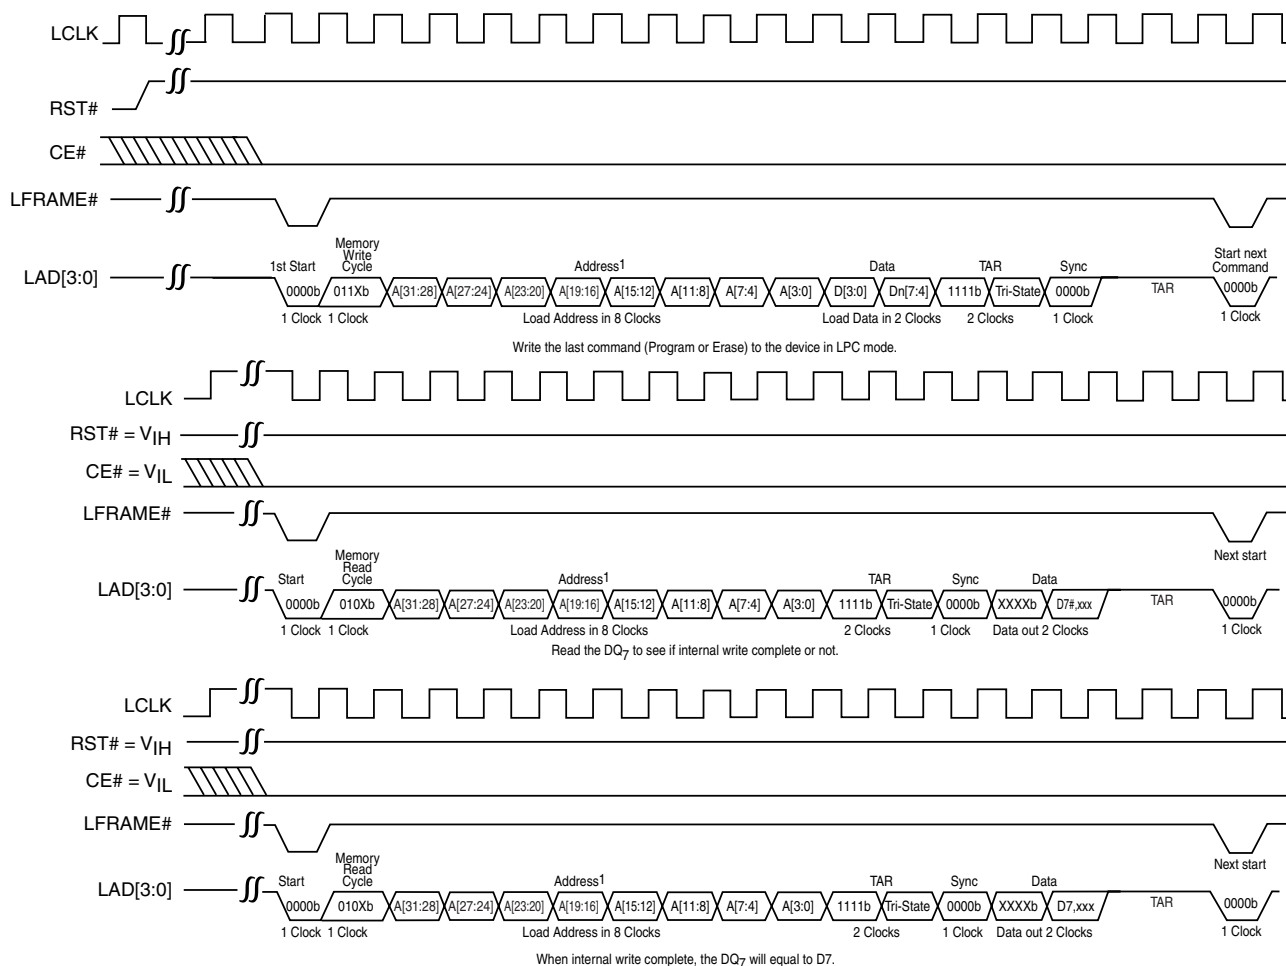 LCLK
RST#
CE#
LFRAME#
Memory
Write
Cycle
1st Start Address1 Data TAR Sync Start next
Command
LAD[3:0] 0000b 011Xb A[31:28] A[27:24] A[23:20] A[19:16] A[15:12] A[11:8] A[7:4] A[3:0] D[3:0] Dn[7:4] 1111b Tri-State 0000b TAR 0000b
1 Clock 1 Clock Load Address in 8 Clocks Load Data in 2 Clocks 2 Clocks 1 Clock 1 Clock
Write the last command (Program or Erase) to the device in LPC mode.
LCLK
RST# = VIH
CE# = VIL
LFRAME#
Next start
Memory
Read
Cycle
Start Address1 TAR Sync Data
LAD[3:0] 0000b 010Xb A[31:28] A[27:24] A[23:20] A[19:16] A[15:12] A[11:8] A[7:4] A[3:0] 1111b Tri-State 0000b XXXXb D7#,xxx TAR 0000b
1 Clock 1 Clock Load Address in 8 Clocks 2 Clocks 1 Clock Data out 2 Clocks 1 Clock
Read the DQ7 to see if internal write complete or not.
LCLK
RST# = VIH
CE# = VIL
LFRAME#
Next start
Memory
Read
Cycle
Start Address1 TAR Sync Data
LAD[3:0] 0000b 010Xb A[31:28] A[27:24] A[23:20] A[19:16] A[15:12] A[11:8] A[7:4] A[3:0] 1111b Tri-State 0000b XXXXb D7,xxx TAR 0000b
1 Clock 1 Clock Load Address in 8 Clocks 2 Clocks 1 Clock Data out 2 Clocks 1 Clock
When internal write complete, the DQ7 will equal to D7.